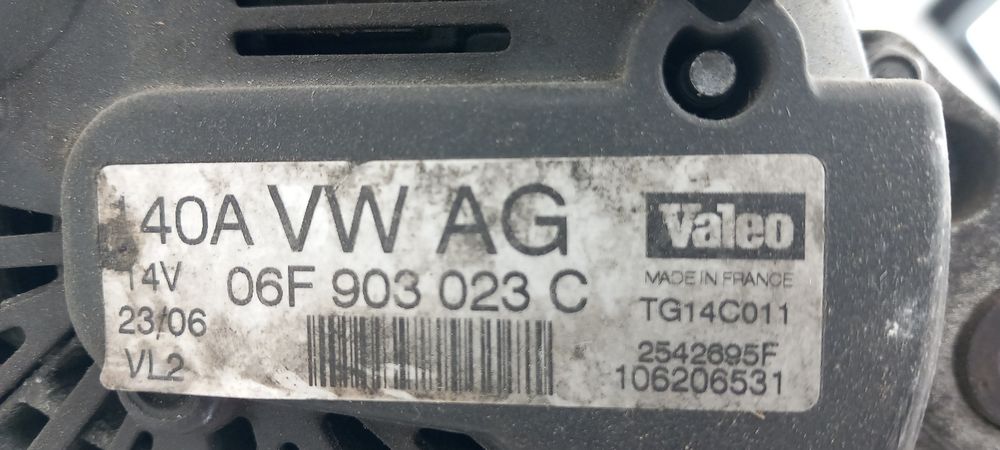 140A VW AG
Valeo
14V
06F 903 023 C
MADE IN FRANCE
23/06
TG14C011
VL2
2542695F
106206531